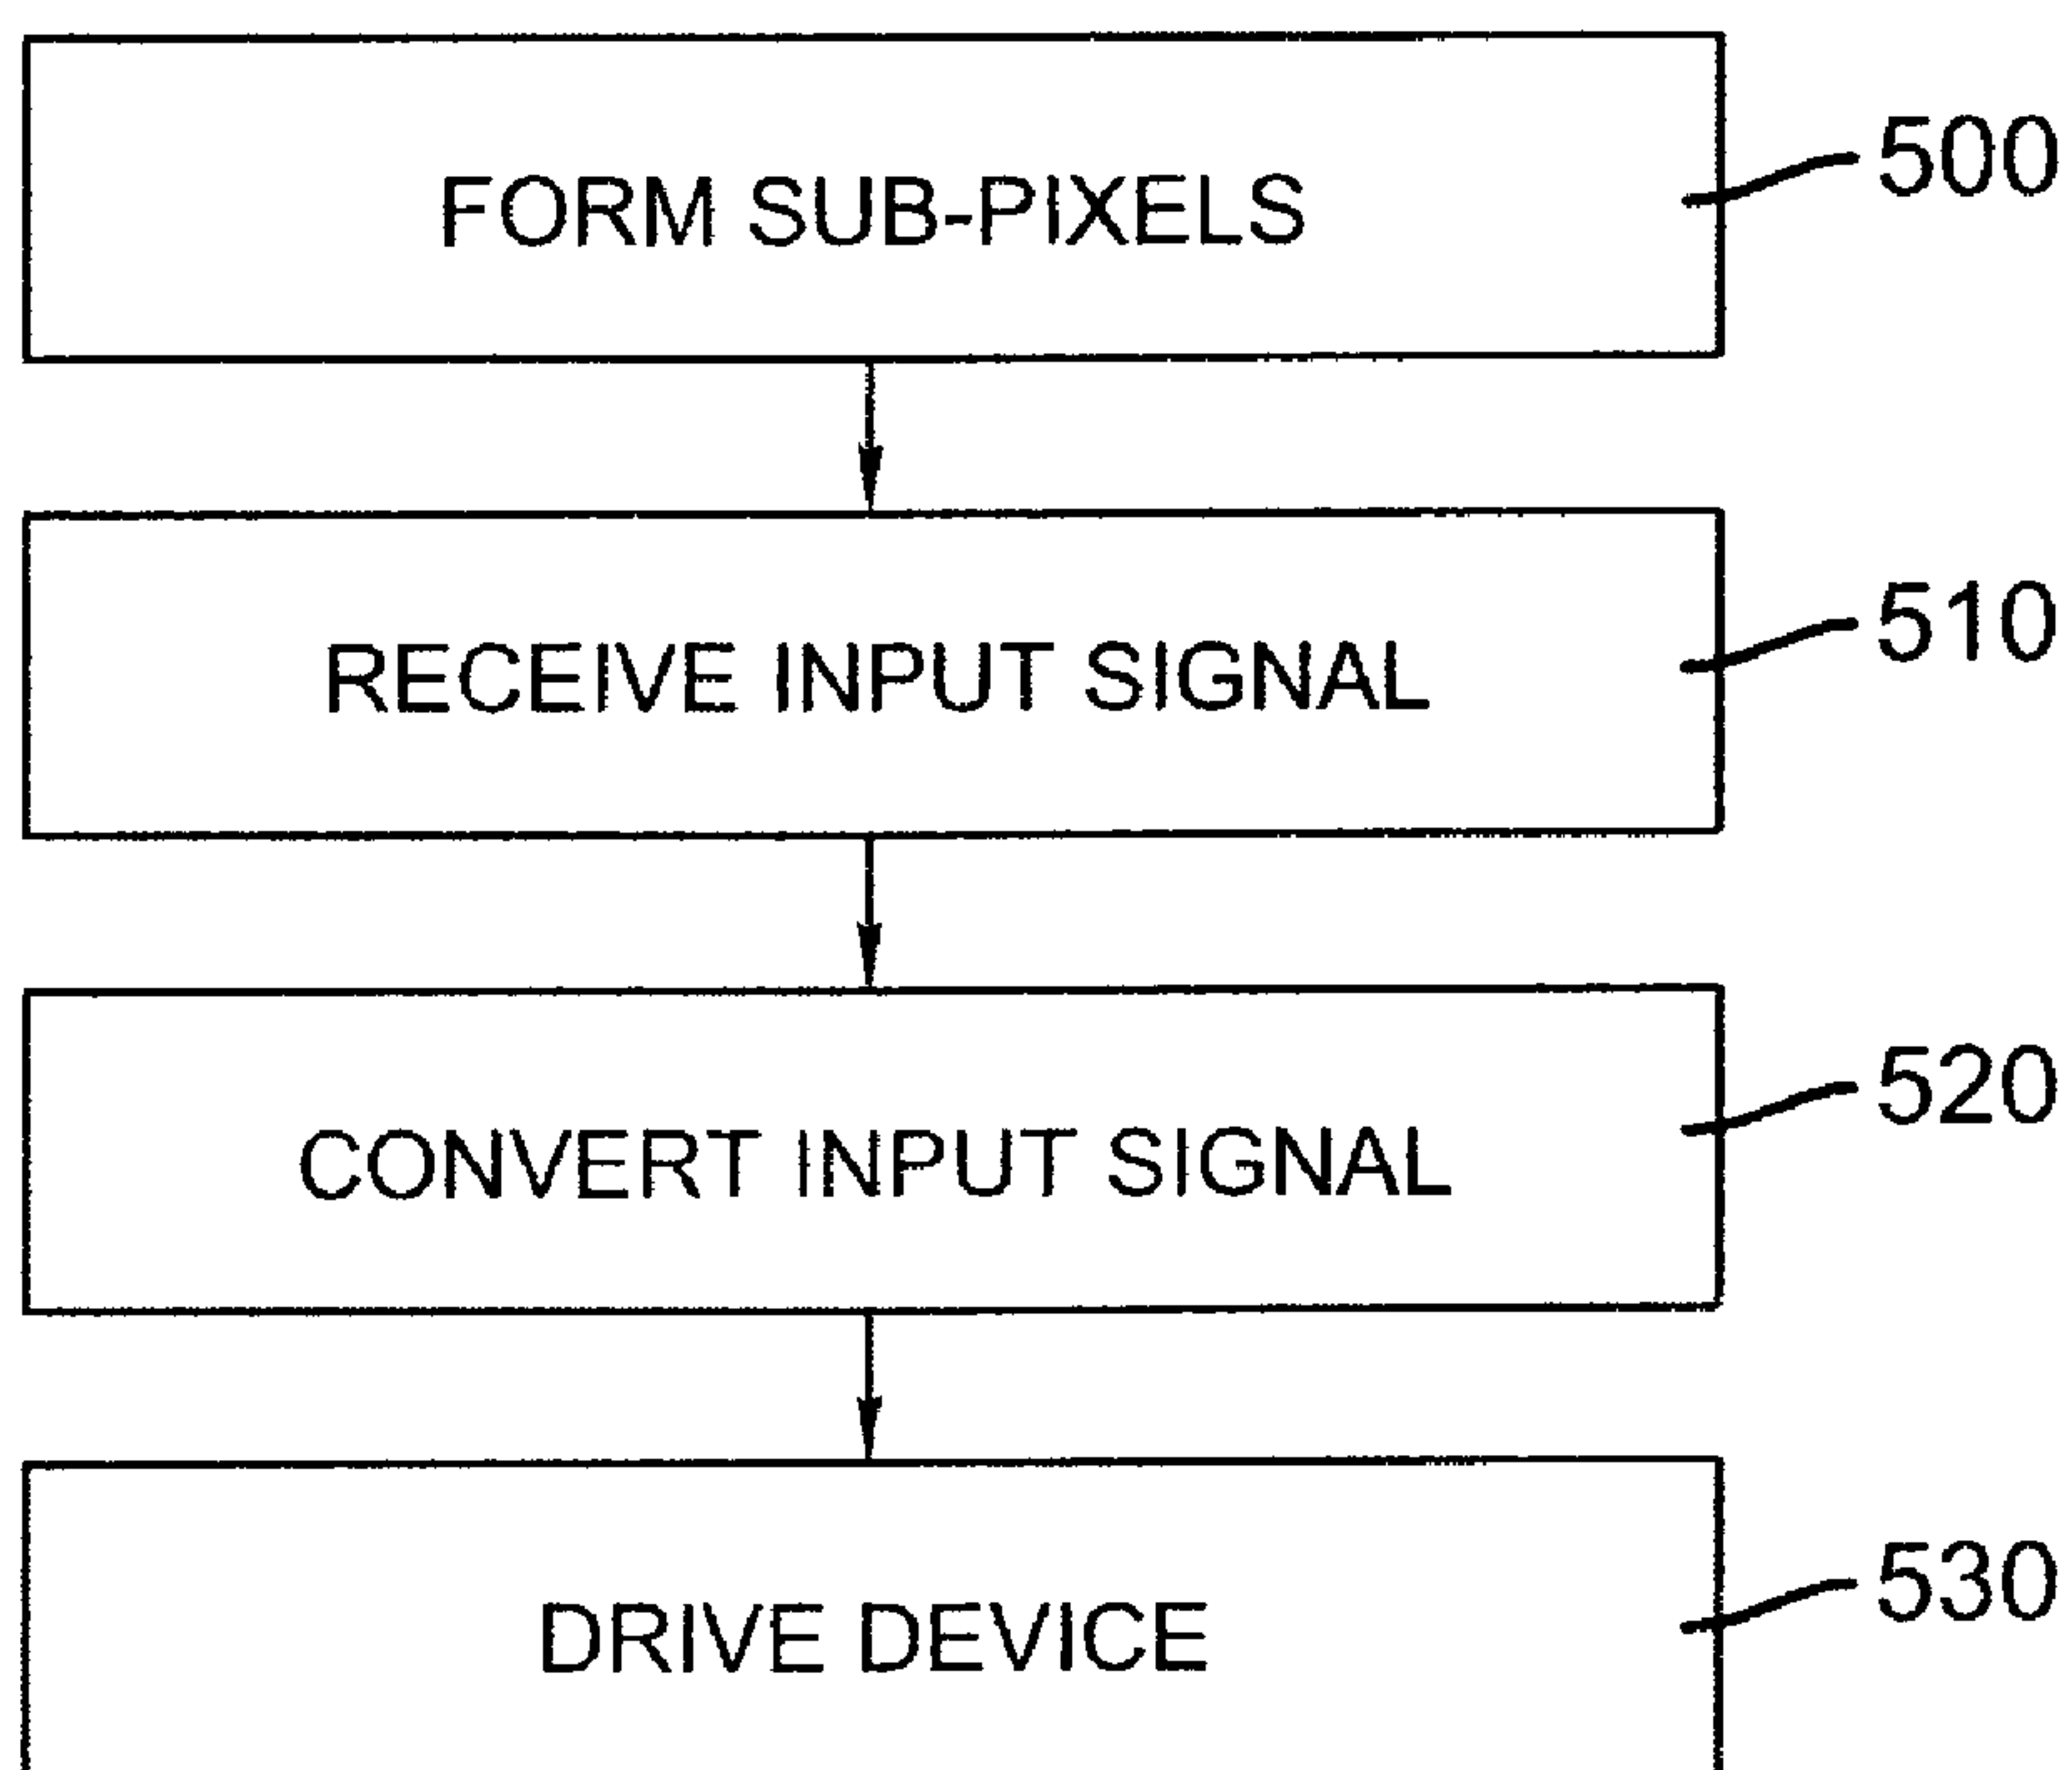 FORM SUB-PIXELS
500
RECEIVE INPUT SIGNAL
510
CONVERT INPUT SIGNAL
520
DRIVE DEVICE
530